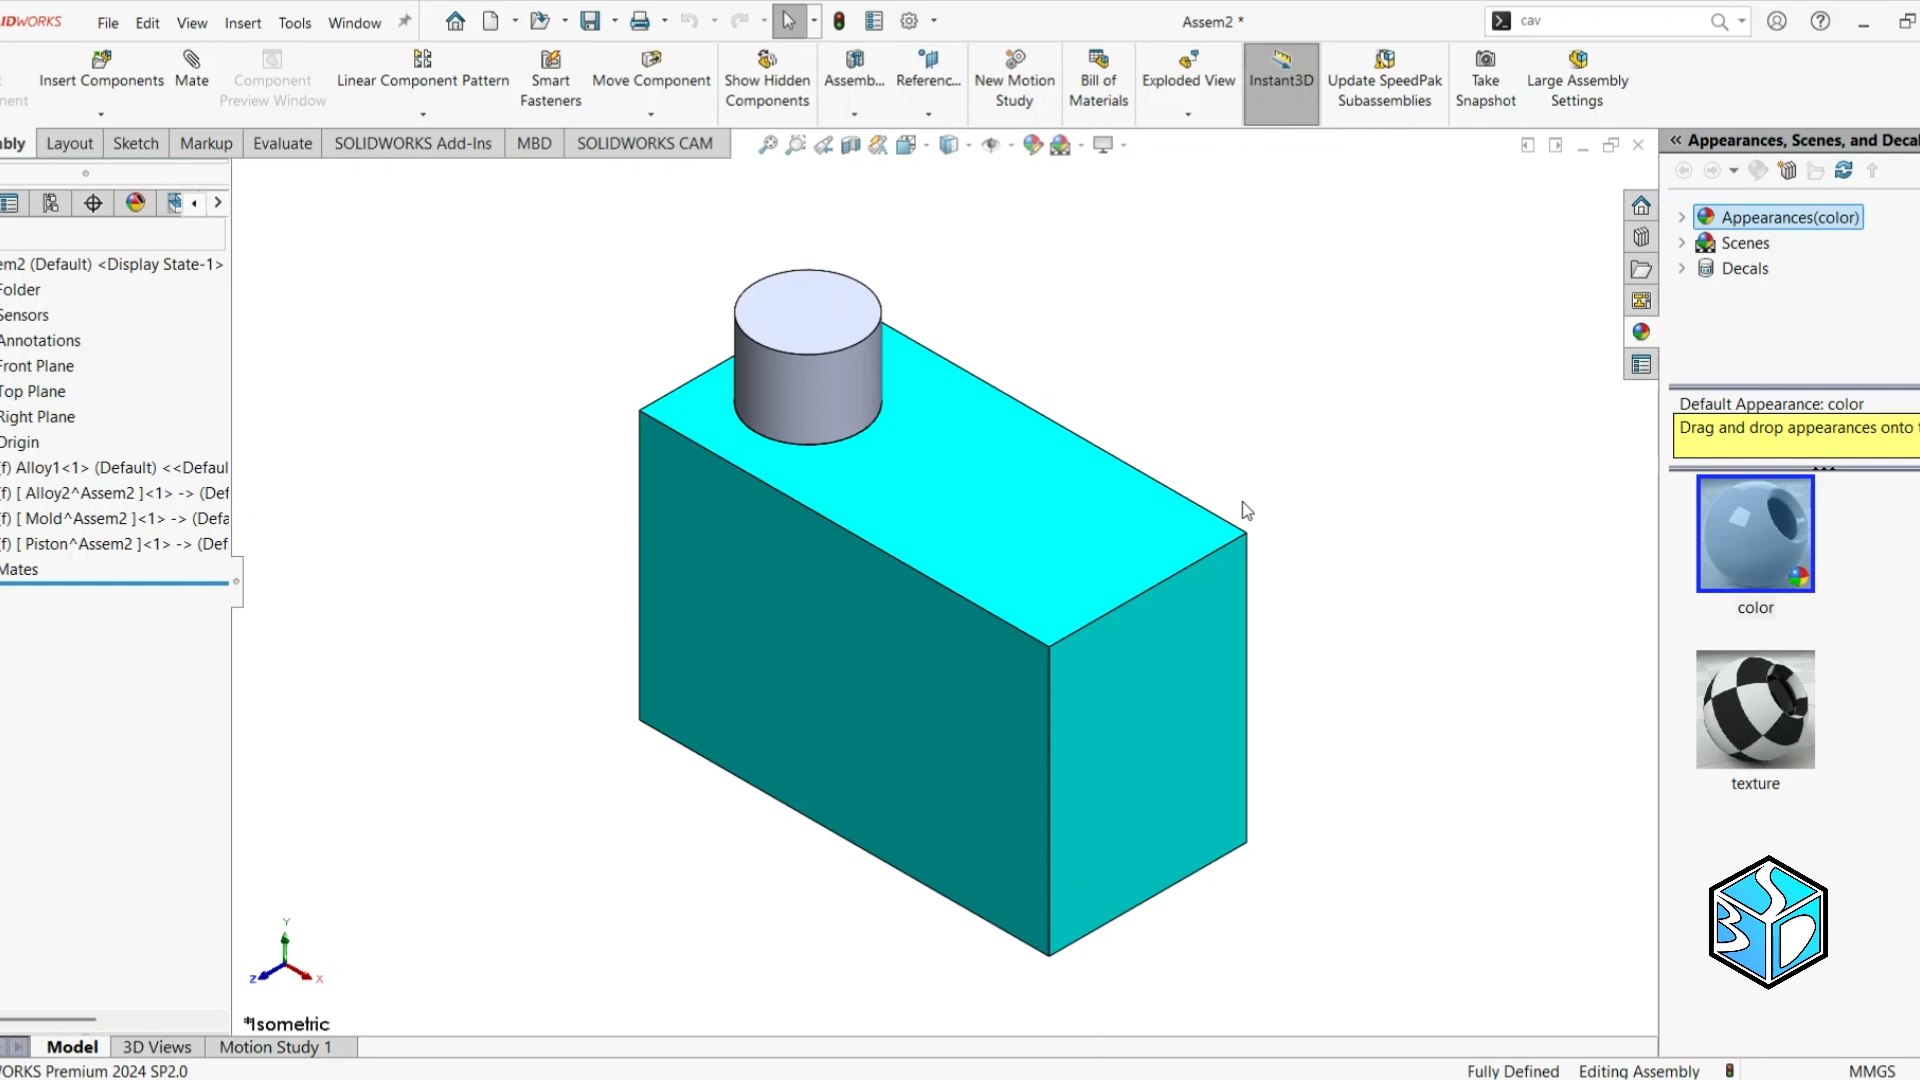 IDWORKS File Edit View Insert Tools Window Assem2 * cav
Insert Components Mate Component Preview Window Linear Component Pattern Smart Fasteners Move Component Show Hidden Components Assemb... Referenc... New Motion Study Bill of Materials Exploded View Instant3D Update SpeedPak Subassemblies Take Snapshot Large Assembly Settings
nent
bly Layout Sketch Markup Evaluate SOLIDWORKS Add-Ins MBD SOLIDWORKS CAM
« Appearances, Scenes, and Decal
Appearances(color)
Scenes
Decals
em2 (Default) <Display State-1>
Folder
Sensors
Annotations
Front Plane
Top Plane
Right Plane
Origin
(f) Alloy1<1> (Default) <<Defaul
(f) [ Alloy2^Assem2 ]<1> -> (Def
(f) [ Mold^Assem2 ]<1> -> (Defa
(f) [ Piston^Assem2 ]<1> -> (Def
Mates
Default Appearance: color
Drag and drop appearances onto t
color
texture
BSD
Y
Z X
*Isometric
Model 3D Views Motion Study 1
WORKS Premium 2024 SP2.0 Fully Defined Editing Assembly MMGS